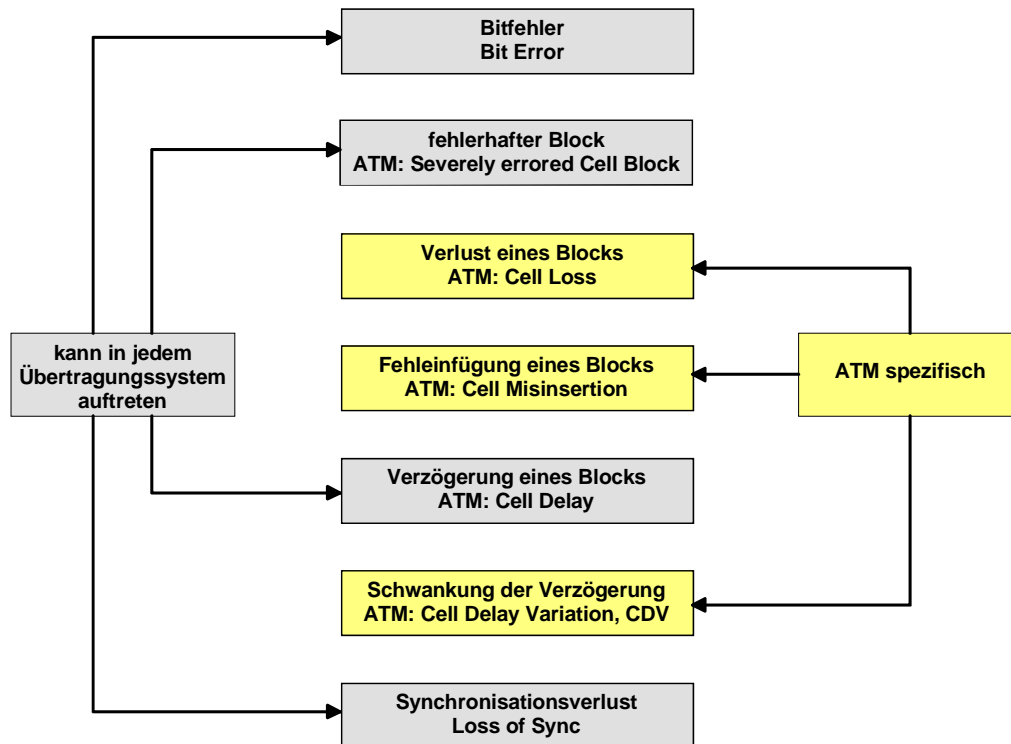 Bitfehler
Bit Error
fehlerhafter Block
ATM: Severely errored Cell Block
Verlust eines Blocks
ATM: Cell Loss
kann in jedem
Übertragungssystem
auftreten
Fehleinfügung eines Blocks
ATM: Cell Misinsertion
ATM spezifisch
Verzögerung eines Blocks
ATM: Cell Delay
Schwankung der Verzögerung
ATM: Cell Delay Variation, CDV
Synchronisationsverlust
Loss of Sync